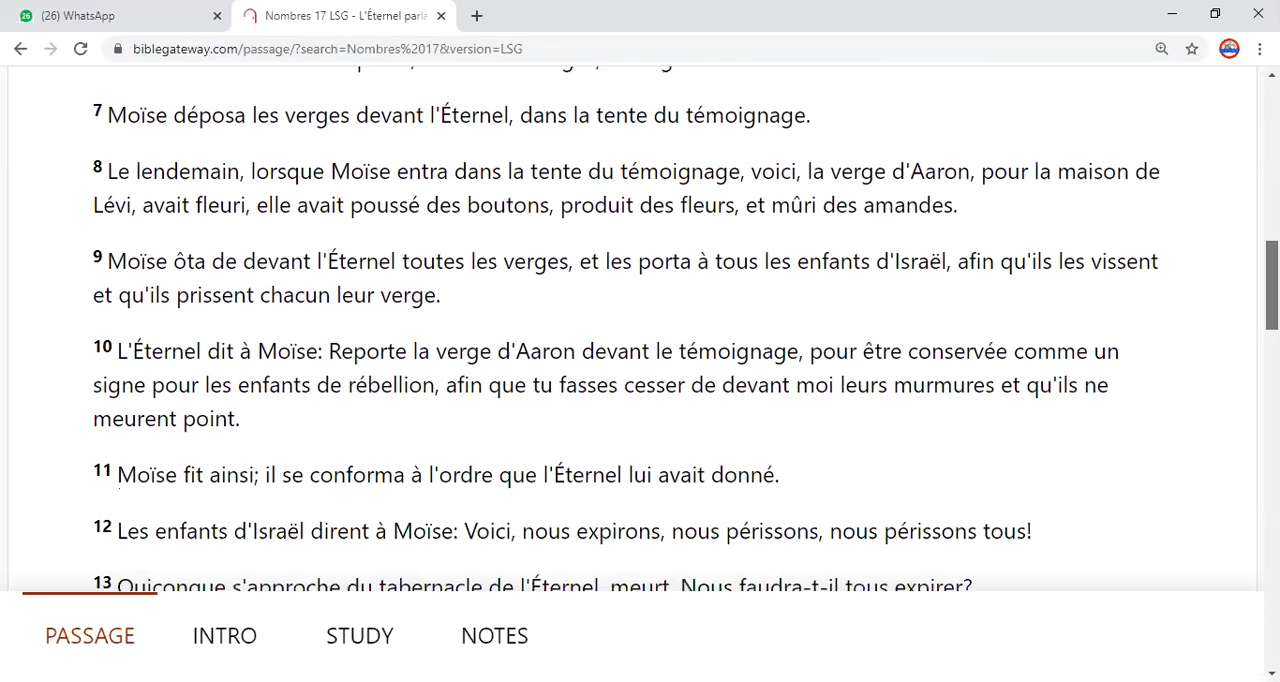 (26) WhatsApp
Nombres 17 LSG - L'Éternel parla
biblegateway.com/passage/?search=Nombres%2017&version=LSG
7 Moïse déposa les verges devant l'Éternel, dans la tente du témoignage.
8 Le lendemain, lorsque Moïse entra dans la tente du témoignage, voici, la verge d'Aaron, pour la maison de
Lévi, avait fleuri, elle avait poussé des boutons, produit des fleurs, et mûri des amandes.
9 Moïse ôta de devant l'Éternel toutes les verges, et les porta à tous les enfants d'Israël, afin qu'ils les vissent
et qu'ils prissent chacun leur verge.
10 L'Éternel dit à Moïse: Reporte la verge d'Aaron devant le témoignage, pour être conservée comme un
signe pour les enfants de rébellion, afin que tu fasses cesser de devant moi leurs murmures et qu'ils ne
meurent point.
11 Moïse fit ainsi; il se conforma à l'ordre que l'Éternel lui avait donné.
12 Les enfants d'Israël dirent à Moïse: Voici, nous expirons, nous périssons, nous périssons tous!
13 Quiconque s'approche du tabernacle de l'Éternel, meurt. Nous faudra-t-il tous expirer?
PASSAGE INTRO STUDY NOTES